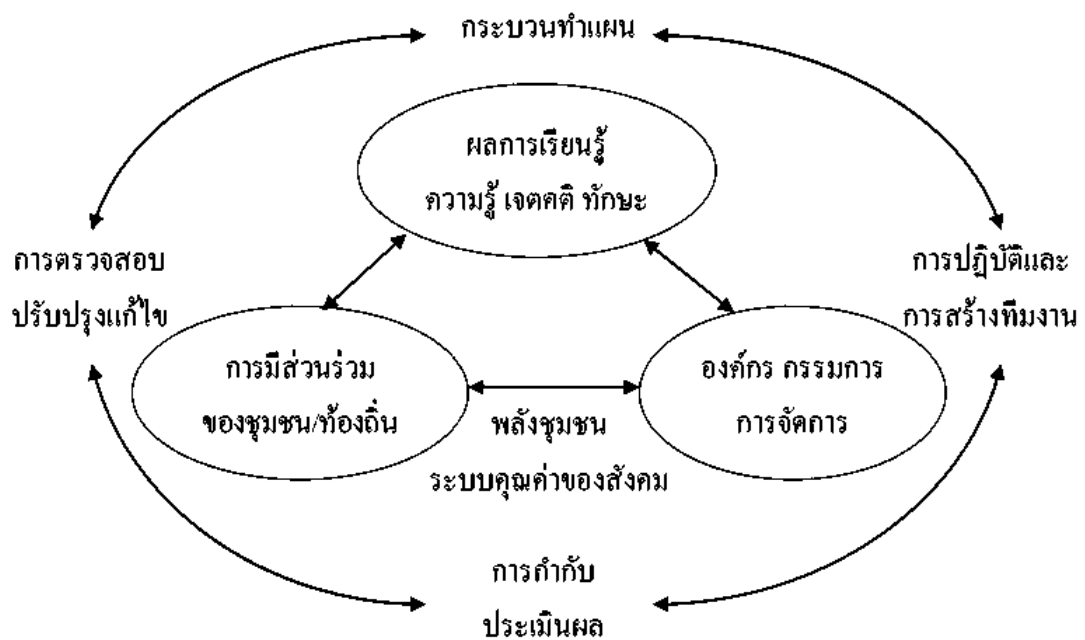 กระบวนทำแผน
ผลการเรียนรู้
ความรู้ เจตคติ ทักษะ
การตรวจสอบ
ปรับปรุงแก้ไข
การปฏิบัติและ
การสร้างทีมงาน
การมีส่วนร่วม
ของชุมชน/ท้องถิ่น
องค์กร กรรมการ
การจัดการ
พลังชุมชน
ระบบคุณค่าของสังคม
การกำกับ
ประเมินผล